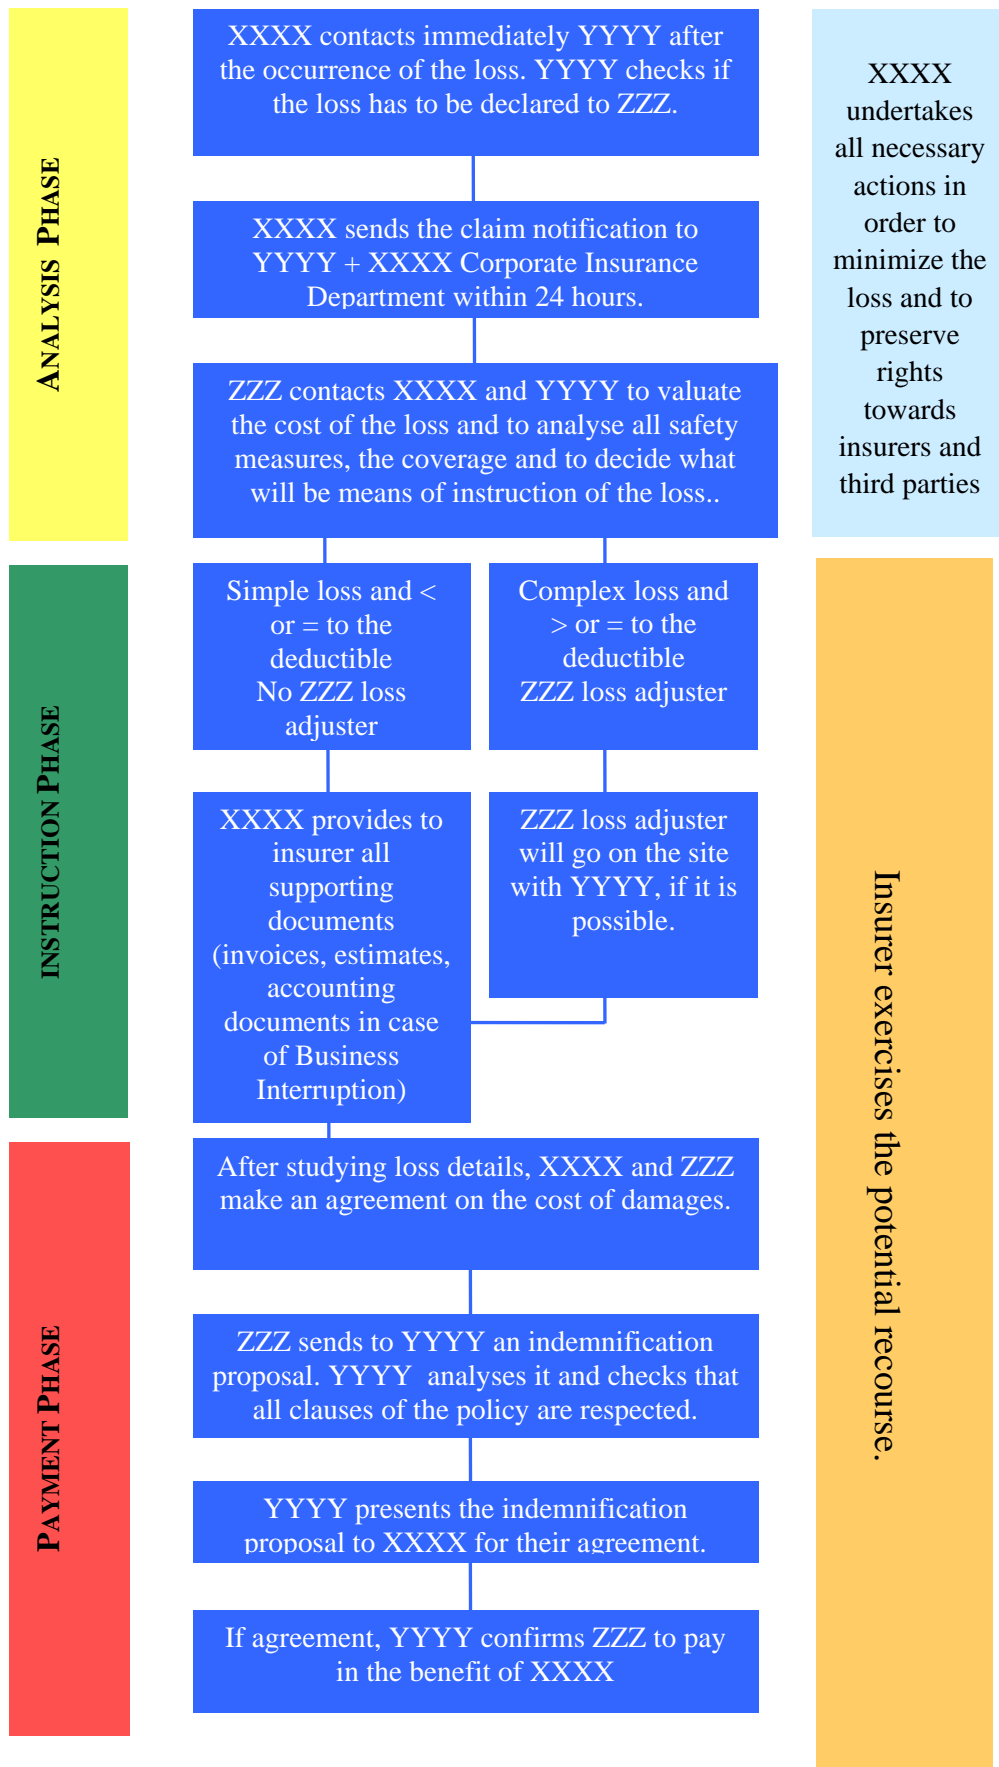 XXXX contacts immediately YYYY after
the occurrence of the loss. YYYY checks if
the loss has to be declared to ZZZ.
XXXX
undertakes
all necessary
actions in
order to
minimize the
loss and to
preserve
rights
towards
insurers and
third parties
ANALYSIS PHASE
XXXX sends the claim notification to
YYYY + XXXX Corporate Insurance
Department within 24 hours.
ZZZ contacts XXXX and YYYY to valuate
the cost of the loss and to analyse all safety
measures, the coverage and to decide what
will be means of instruction of the loss..
INSTRUCTION PHASE
Simple loss and <
or = to the
deductible
No ZZZ loss
adjuster
Complex loss and
> or = to the
deductible
ZZZ loss adjuster
XXXX provides to
insurer all
supporting
documents
(invoices, estimates,
accounting
documents in case
of Business
Interruption)
ZZZ loss adjuster
will go on the site
with YYYY, if it is
possible.
Insurer exercises the potential recourse.
PAYMENT PHASE
After studying loss details, XXXX and ZZZ
make an agreement on the cost of damages.
ZZZ sends to YYYY an indemnification
proposal. YYYY  analyses it and checks that
all clauses of the policy are respected.
YYYY presents the indemnification
proposal to XXXX for their agreement.
If agreement, YYYY confirms ZZZ to pay
in the benefit of XXXX